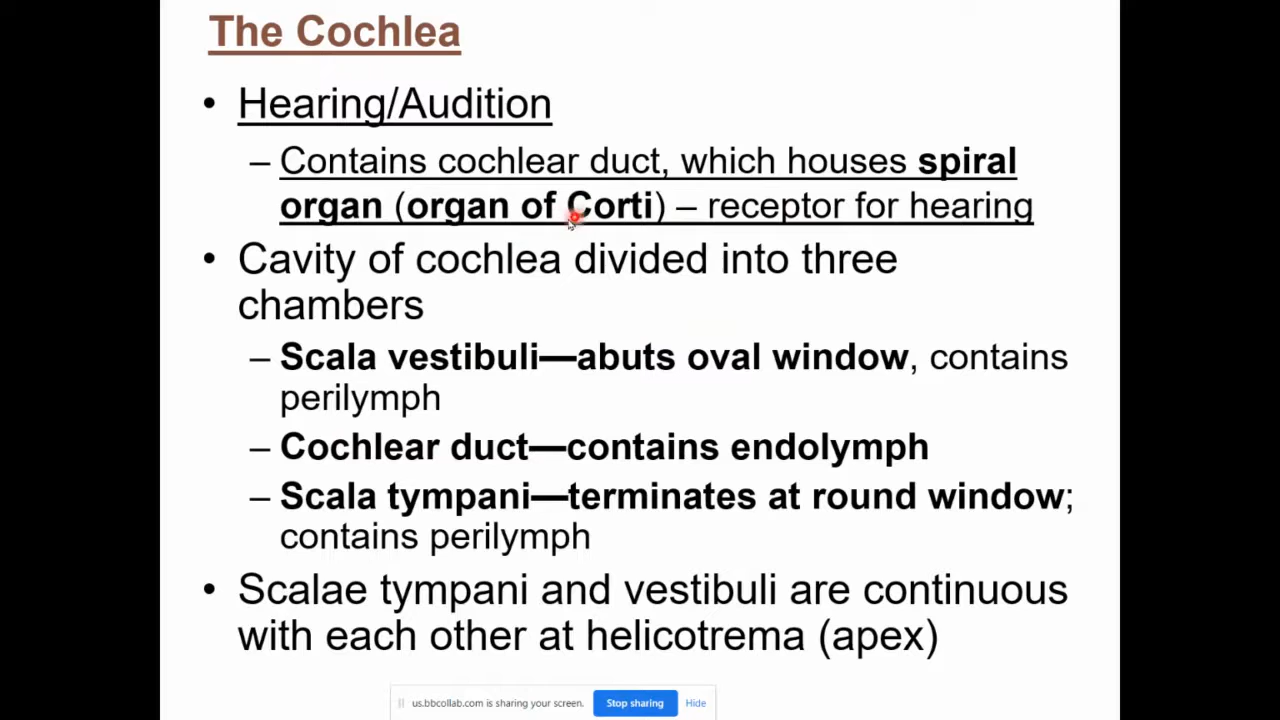 The Cochlea
• Hearing/Audition
– Contains cochlear duct, which houses spiral
organ (organ of Corti) – receptor for hearing
• Cavity of cochlea divided into three
chambers
– Scala vestibuli—abuts oval window, contains
perilymph
– Cochlear duct—contains endolymph
– Scala tympani—terminates at round window;
contains perilymph
• Scalae tympani and vestibuli are continuous
with each other at helicotrema (apex)
us.bbcollab.com is sharing your screen. Stop sharing Hide